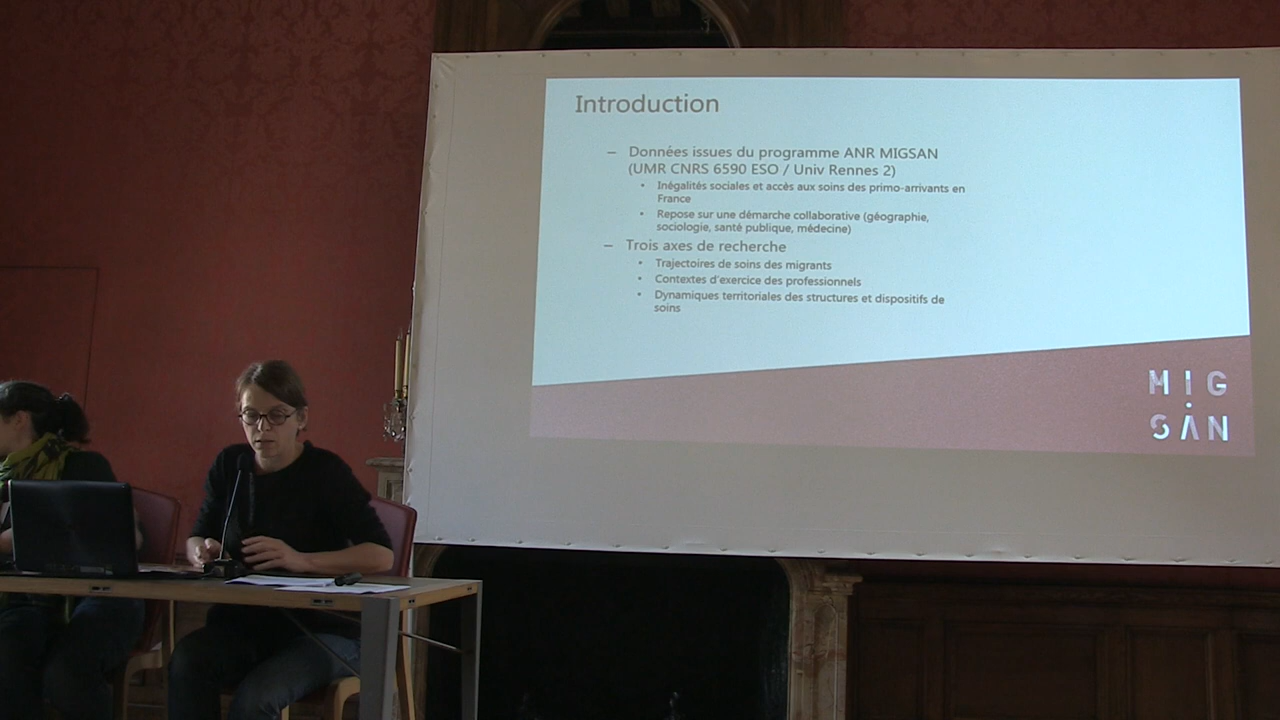 Introduction
– Données issues du programme ANR MIGSAN
(UMR CNRS 6590 ESO / Univ Rennes 2)
• Inégalités sociales et accès aux soins des primo-arrivants en
France
• Repose sur une démarche collaborative (géographie,
sociologie, santé publique, médecine)
– Trois axes de recherche
• Trajectoires de soins des migrants
• Contextes d'exercice des professionnels
• Dynamiques territoriales des structures et dispositifs de
soins
MIG
SAN